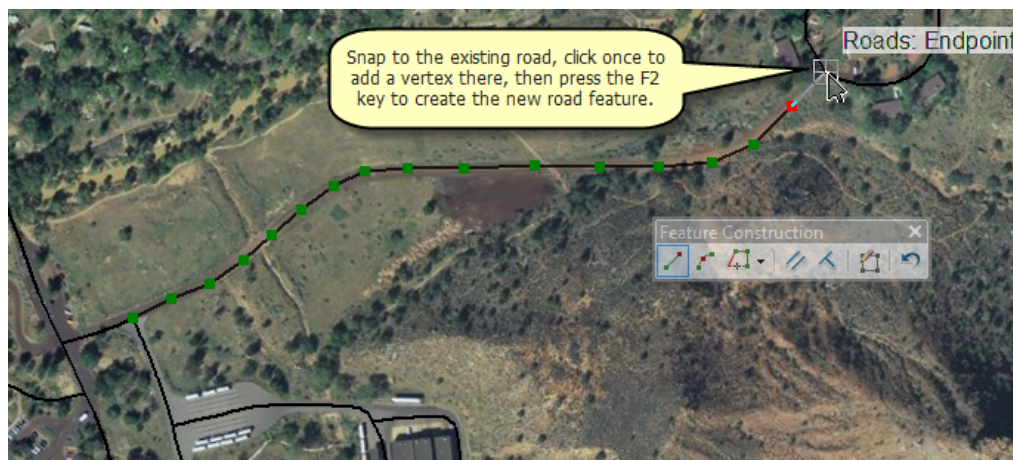 Roads: Endpoint
Snap to the existing road, click once to
add a vertex there, then press the F2
key to create the new road feature.
Feature Construction